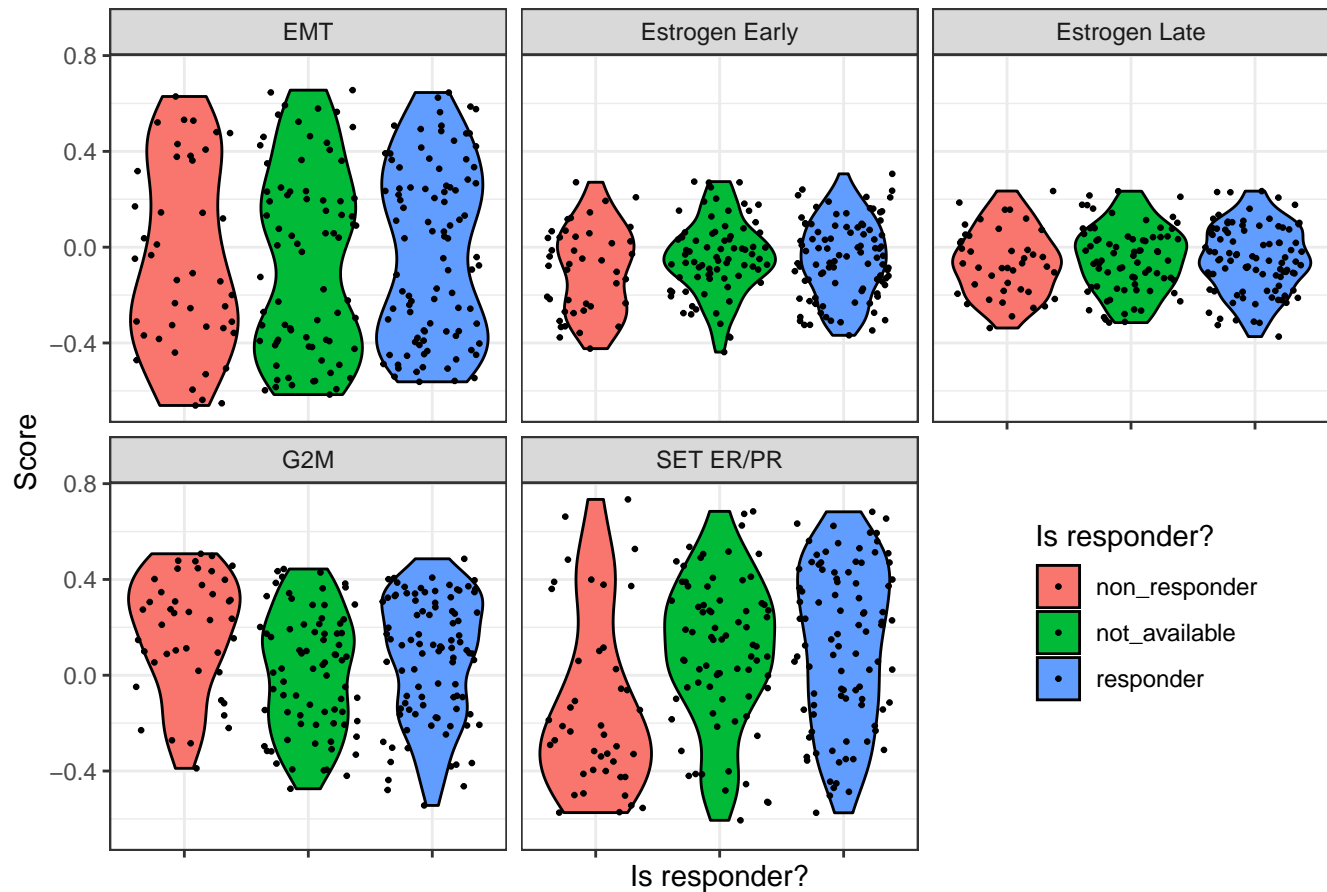 EMT
Estrogen Early
Estrogen Late
0.8
0.4
0.0
−0.4
G2M
SET ER/PR
0.8
0.4
0.0
−0.4
Score
Is responder?
Is responder?
non_responder
not_available
responder